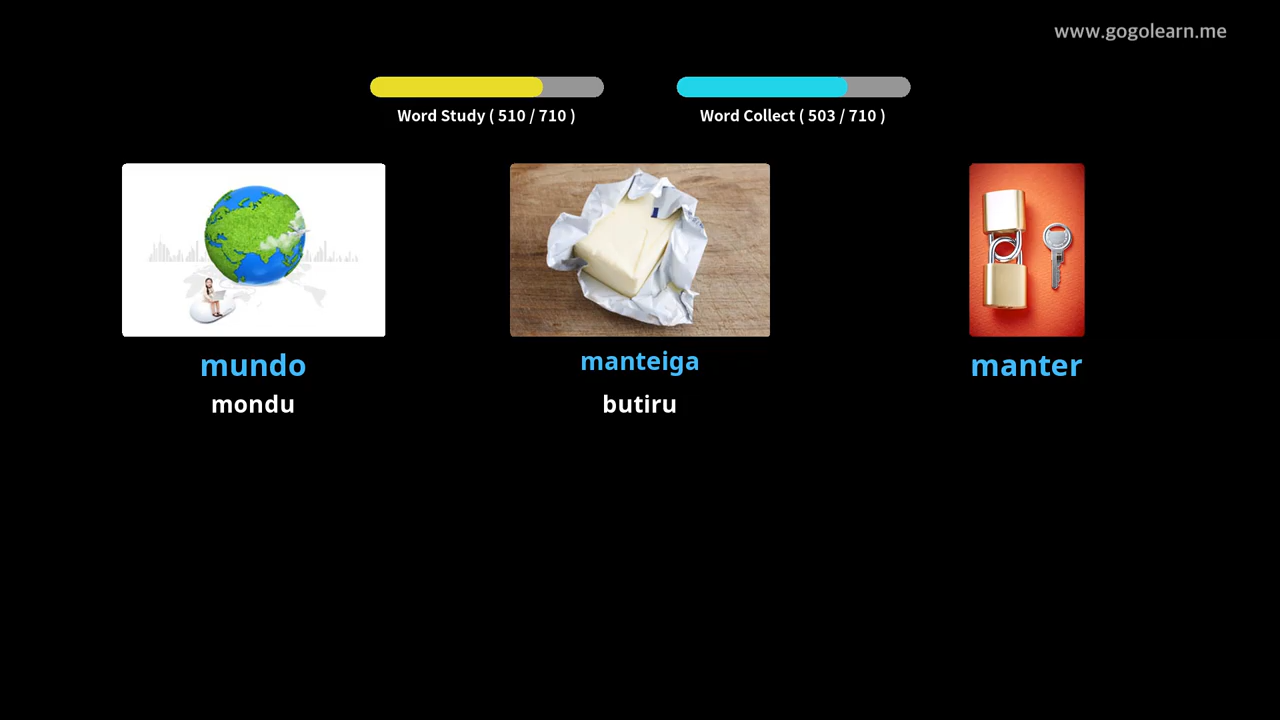 www.gogolearn.me
Word Study ( 510 / 710 )
Word Collect ( 503 / 710 )
mundo
mondu
manteiga
butiru
manter